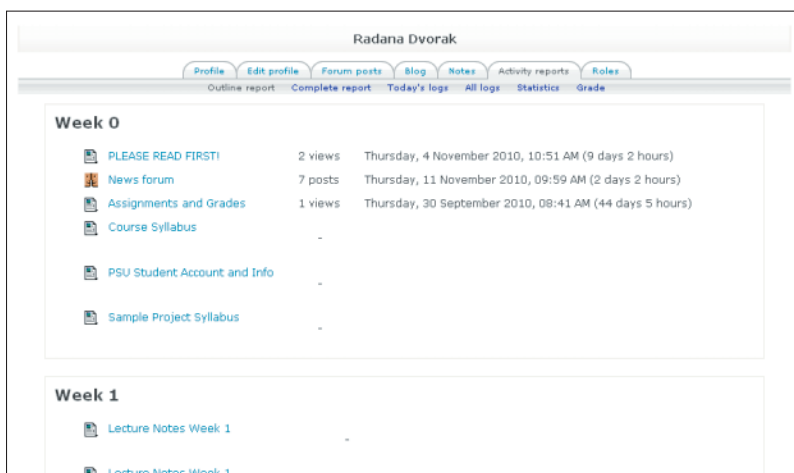 Radana Dvorak
Profile Edit profile Forum posts Blog Notes Activity reports Roles
Outline report Complete report Today's logs All logs Statistics Grade
Week 0
PLEASE READ FIRST! 2 views Thursday, 4 November 2010, 10:51 AM (9 days 2 hours)
News forum 7 posts Thursday, 11 November 2010, 09:59 AM (2 days 2 hours)
Assignments and Grades 1 views Thursday, 30 September 2010, 08:41 AM (44 days 5 hours)
Course Syllabus
-
PSU Student Account and Info
-
Sample Project Syllabus
-
Week 1
Lecture Notes Week 1
-
Lecture Notes Week 1